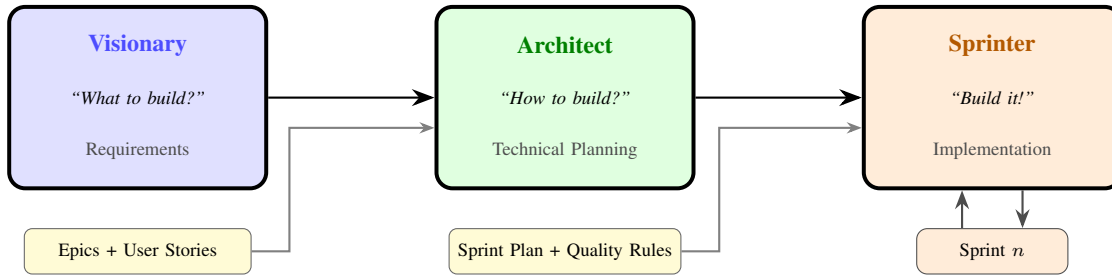 Visionary
“What to build?”
Requirements
Architect
“How to build?”
Technical Planning
Sprinter
“Build it!”
Implementation
Epics + User Stories
Sprint Plan + Quality Rules
Sprint n